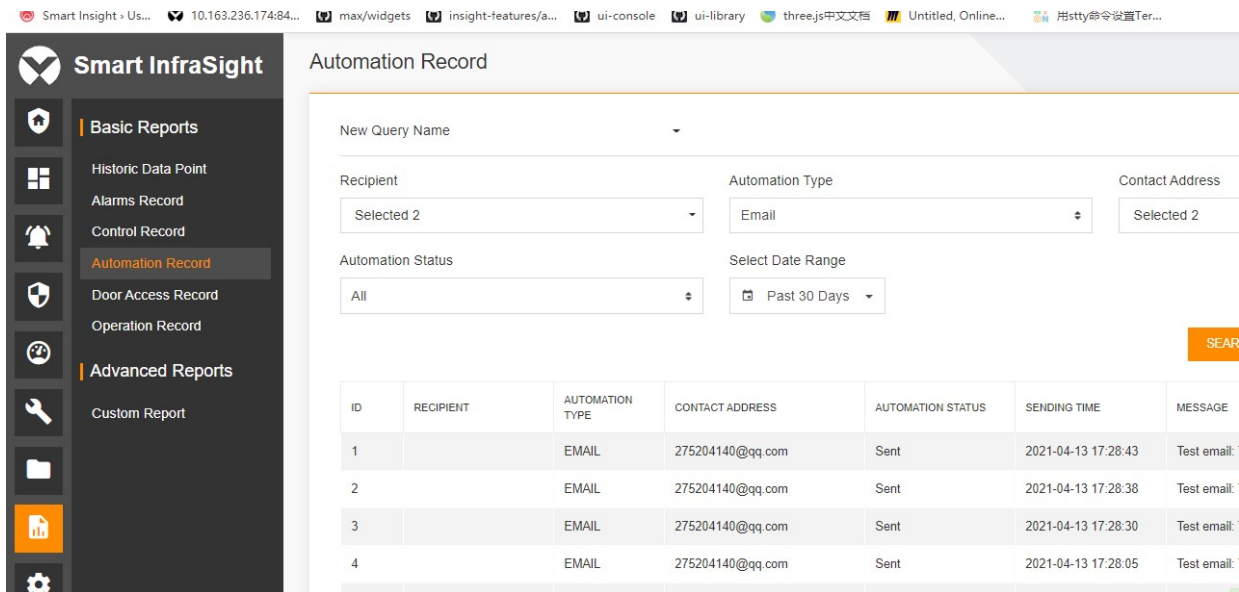 Smart Insight › Us... 10.163.236.174:84... max/widgets insight-features/a... ui-console ui-library three.js中文文档 Untitled, Online... 用stty命令设置Ter...
Smart InfraSight
Automation Record
Basic Reports
Historic Data Point
Alarms Record
Control Record
Automation Record
Door Access Record
Operation Record
Advanced Reports
Custom Report
New Query Name
Recipient Automation Type Contact Address
Selected 2 Email Selected 2
Automation Status Select Date Range
All Past 30 Days
SEAR
ID RECIPIENT AUTOMATION TYPE CONTACT ADDRESS AUTOMATION STATUS SENDING TIME MESSAGE
1 EMAIL 275204140@qq.com Sent 2021-04-13 17:28:43 Test email:
2 EMAIL 275204140@qq.com Sent 2021-04-13 17:28:38 Test email:
3 EMAIL 275204140@qq.com Sent 2021-04-13 17:28:30 Test email:
4 EMAIL 275204140@qq.com Sent 2021-04-13 17:28:05 Test email: